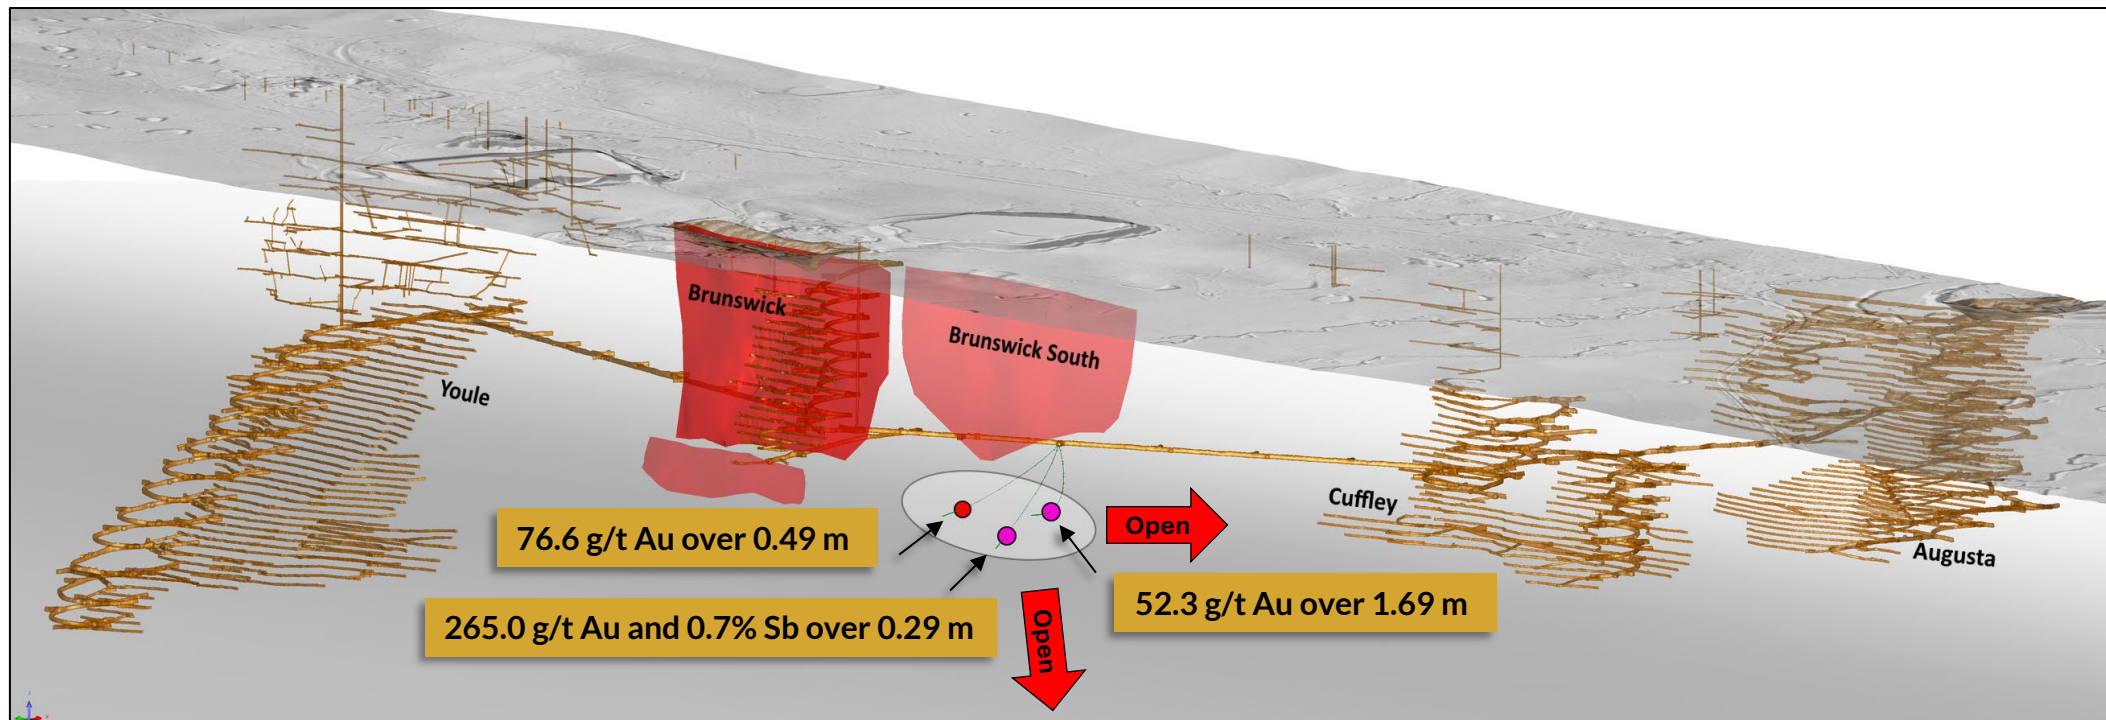 Brunswick
Brunswick South
Youle
76.6 g/t Au over 0.49 m
265.0 g/t Au and 0.7% Sb over 0.29 m
Open
Open
52.3 g/t Au over 1.69 m
Cuffley
Augusta